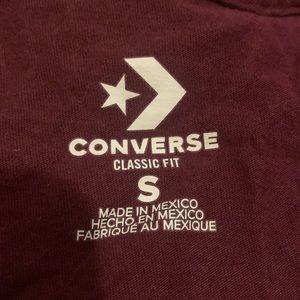 CONVERSE
CLASSIC FIT
S
MADE IN MEXICO
HECHO EN MEXICO
FABRIQUE AU MEXIQUE